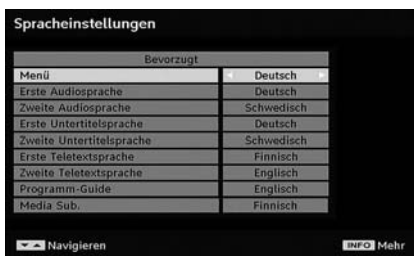 Spracheinstellungen
Bevorzugt
Menü Deutsch
Erste Audiosprache Deutsch
Zweite Audiosprache Schwedisch
Erste Untertitelsprache Deutsch
Zweite Untertitelsprache Schwedisch
Erste Teletextsprache Finnisch
Zweite Teletextsprache Englisch
Programm-Guide Englisch
Media Sub. Finnisch
Navigieren INFO Mehr